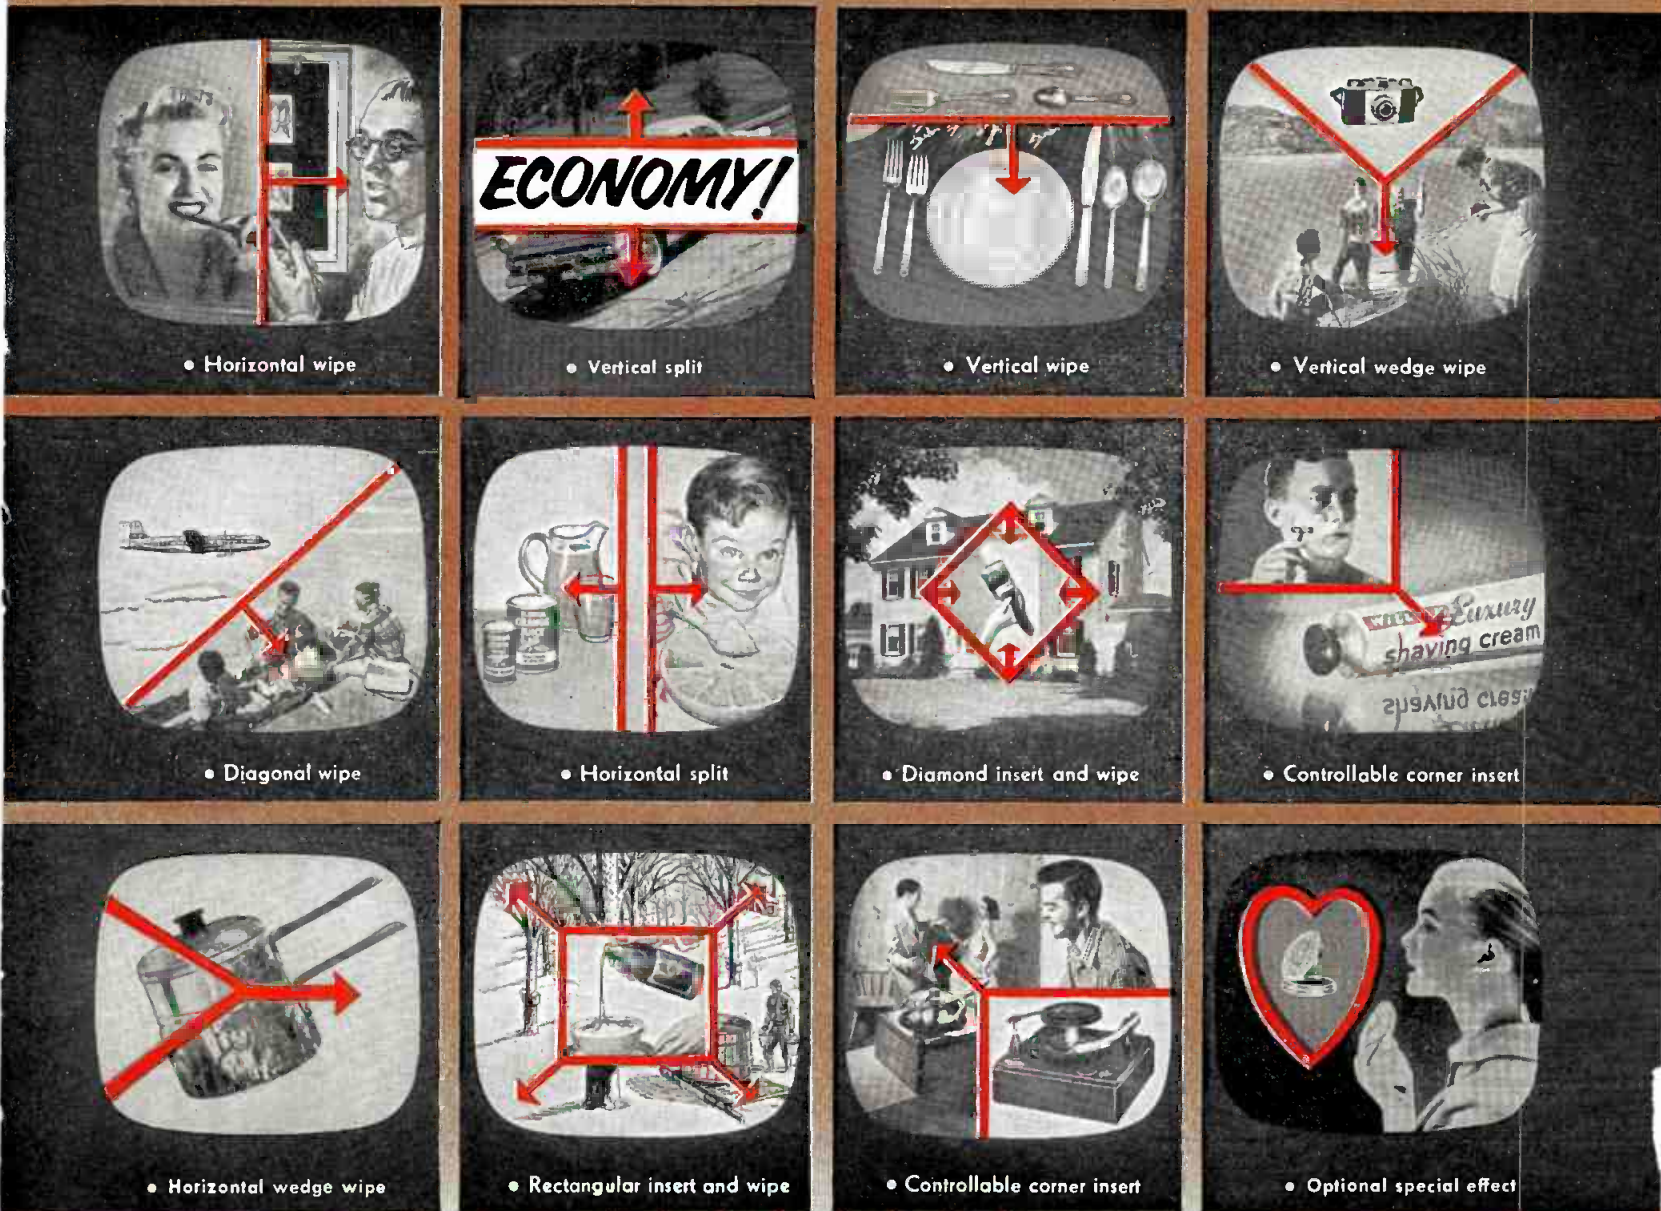 ECONOMY!
• Horizontal wipe
• Vertical split
• Vertical wipe
• Vertical wedge wipe
Luxury
shaving cream
• Diagonal wipe
• Horizontal split
• Diamond insert and wipe
• Controllable corner insert
• Horizontal wedge wipe
• Rectangular insert and wipe
• Controllable corner insert
• Optional special effect